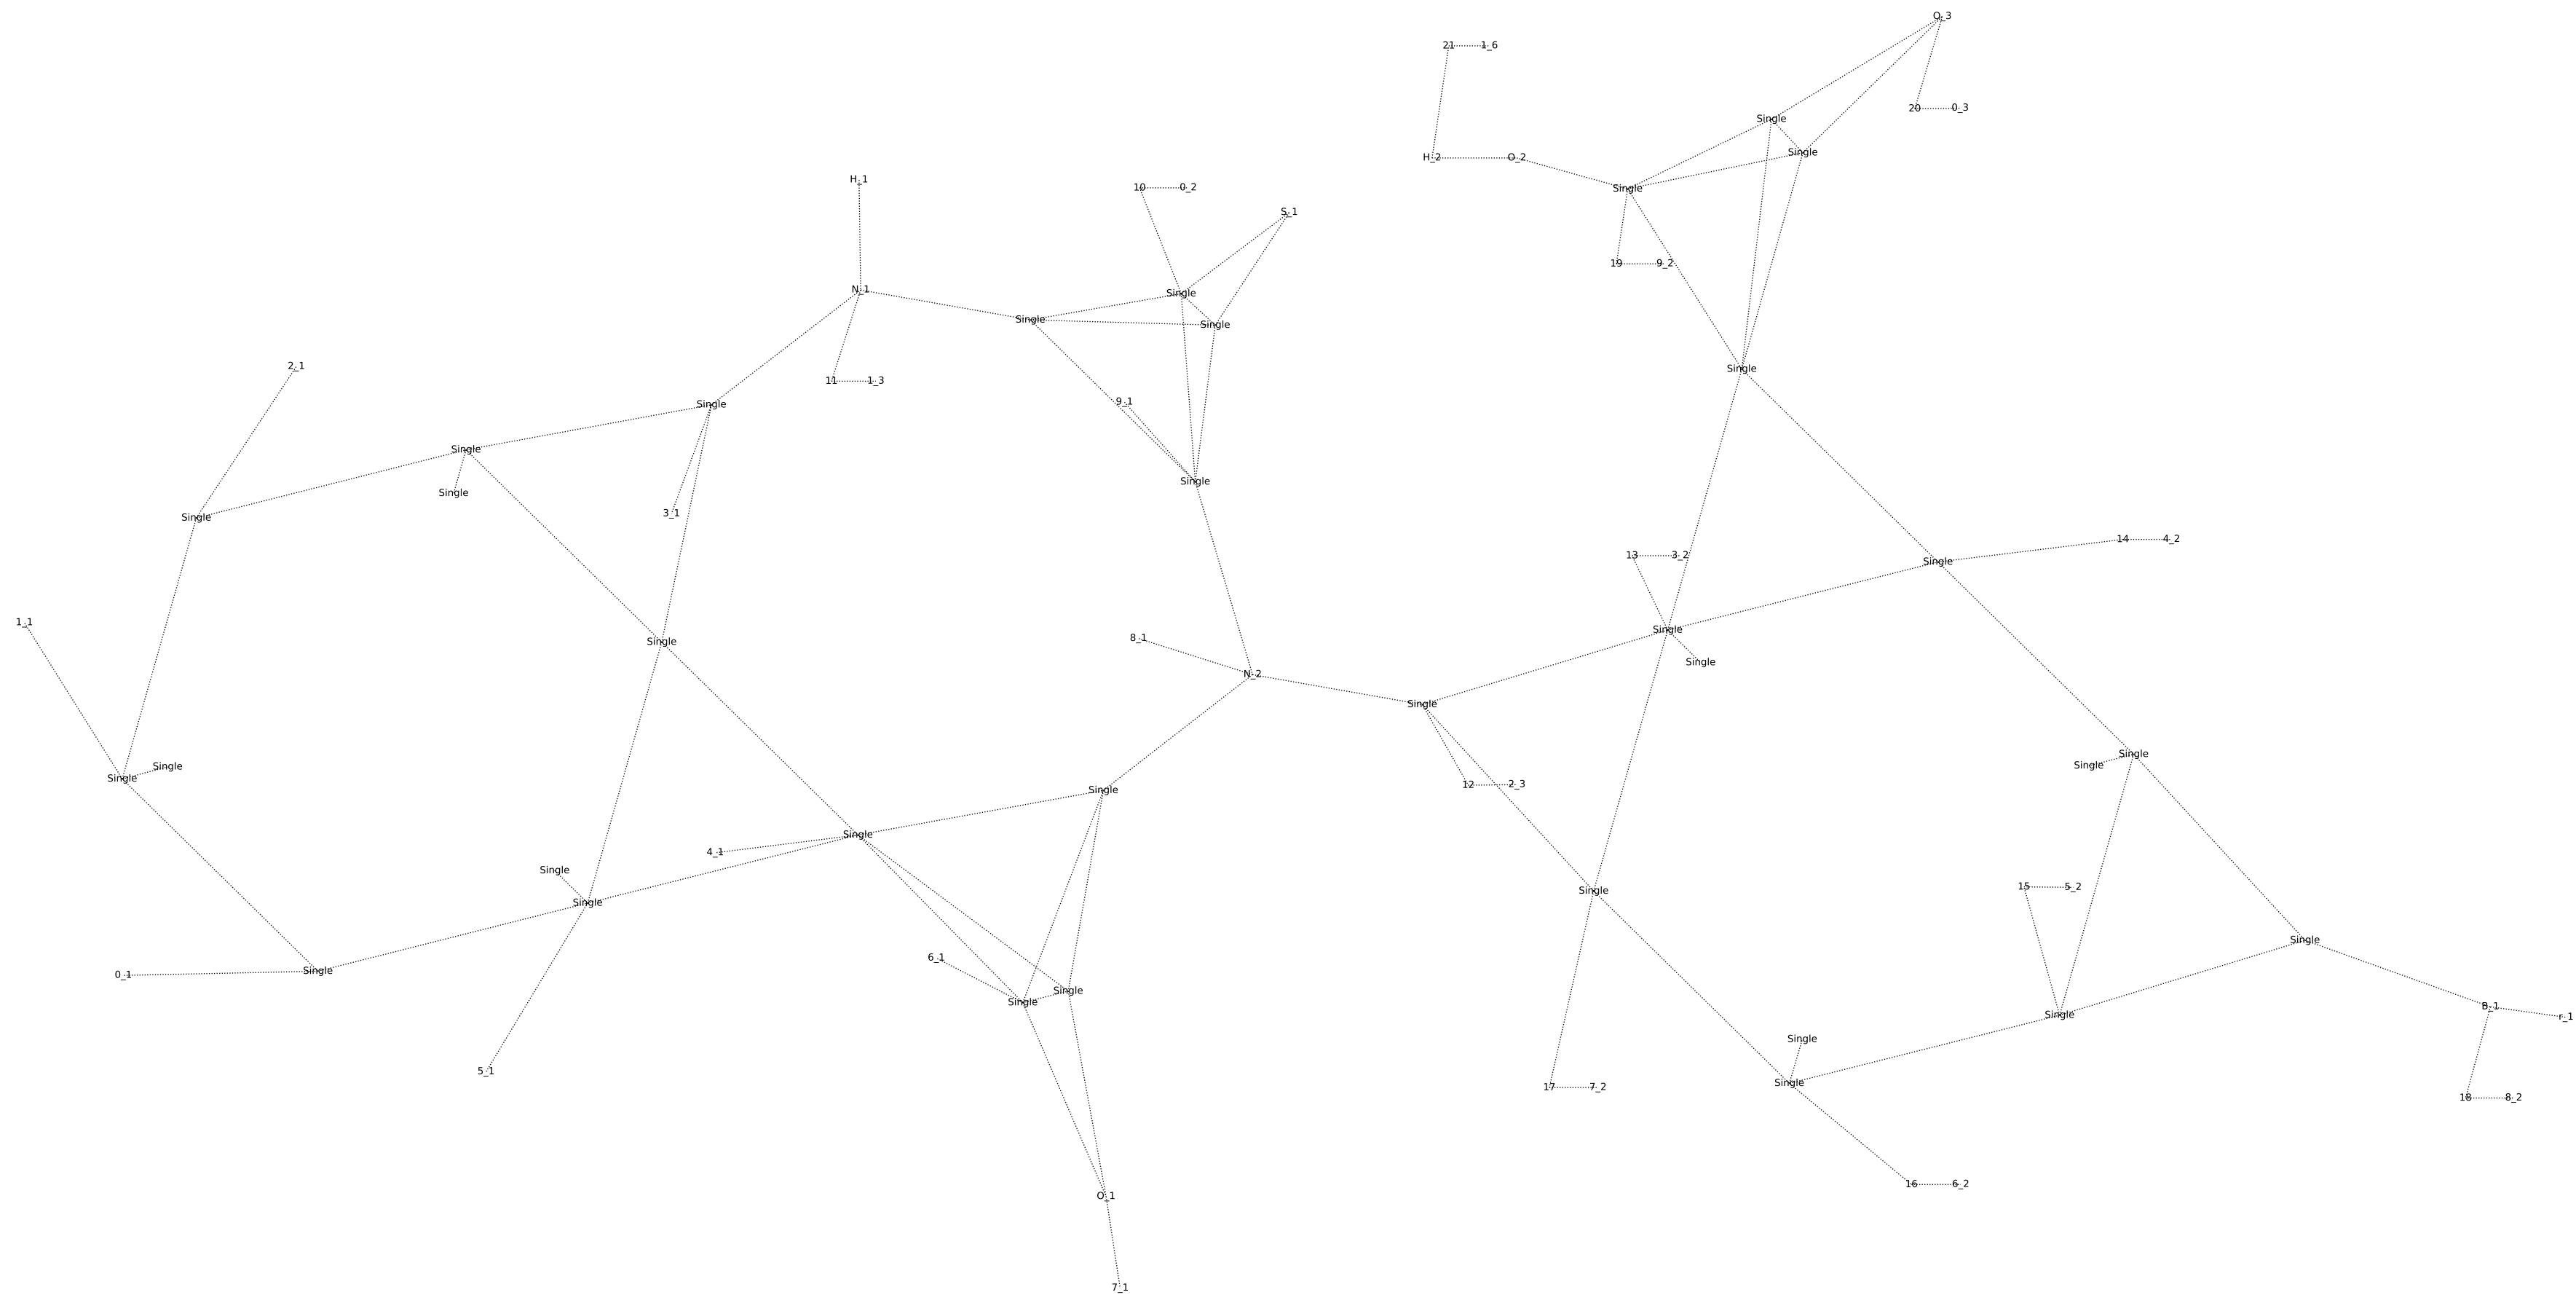 O_3
21 1_6
20 0_3
Single
Single
H_2 O_2
H_1
10 0_2
Single
S_1
19 9_2
N_1
Single
Single
Single
2_1
Single
11 1_3
9_1
Single
Single
Single
Single
3_1
Single
14 4_2
13 3_2
Single
1_1
Single
8_1
Single
Single
N_2
Single
Single
Single
Single
Single
12 2_3
Single
Single
4_1
Single
15 5_2
Single
Single
Single
6_1
Single
0_1
Single
Single
B_1
Single
r_1
Single
Single
5_1
Single
17 7_2
18 8_2
16 6_2
O_1
7_1